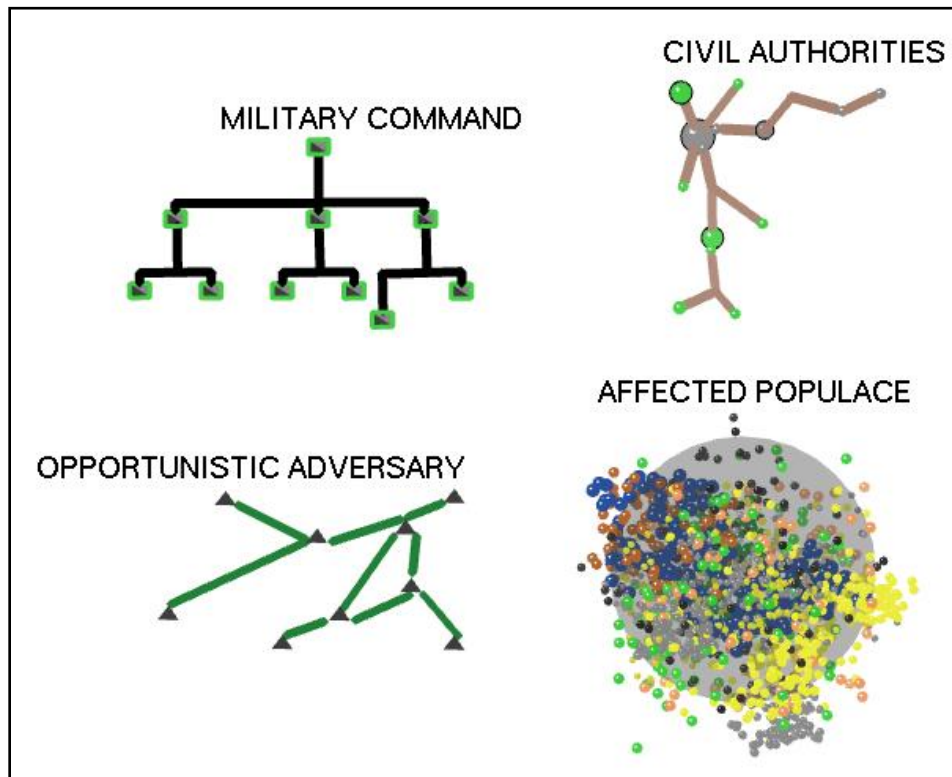 CIVIL AUTHORITIES
MILITARY COMMAND
AFFECTED POPULACE
OPPORTUNISTIC ADVERSARY